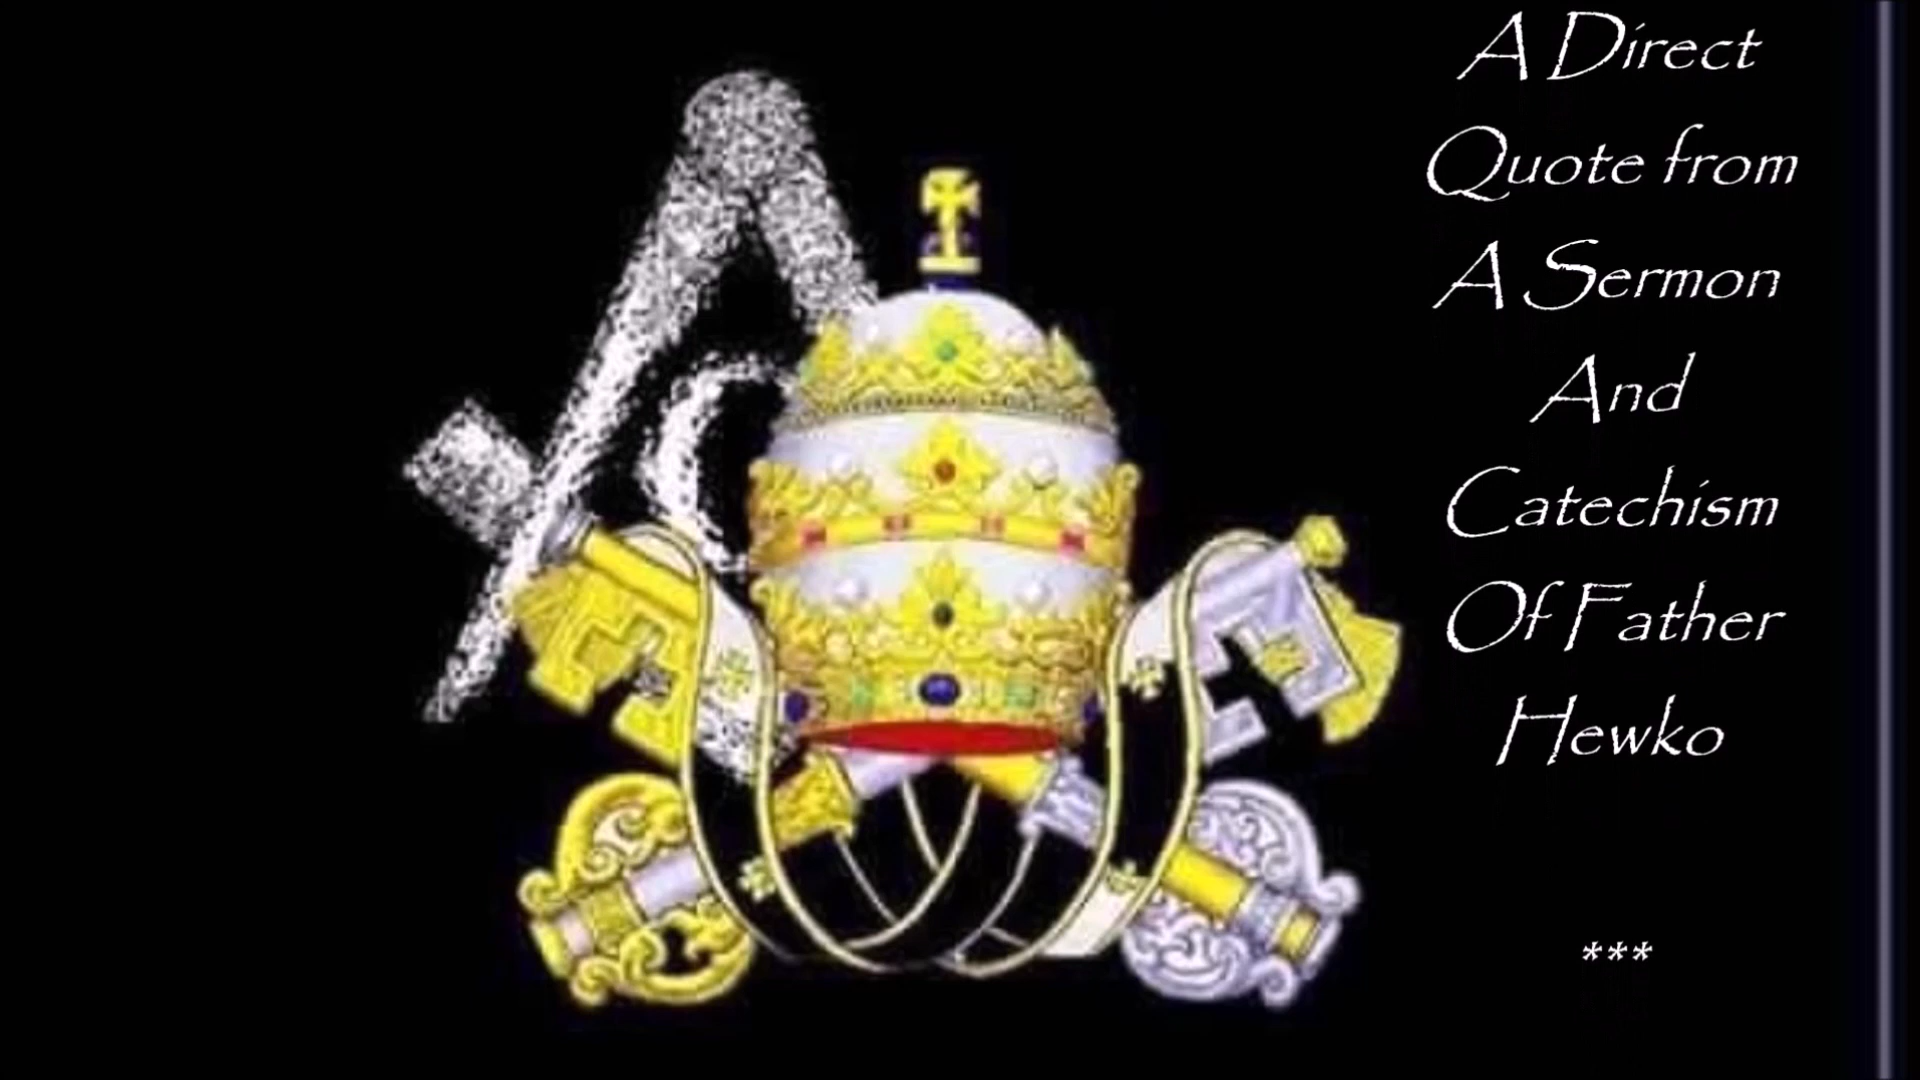 A Direct
Quote from
A Sermon
And
Catechism
Of Father
Hewko
***